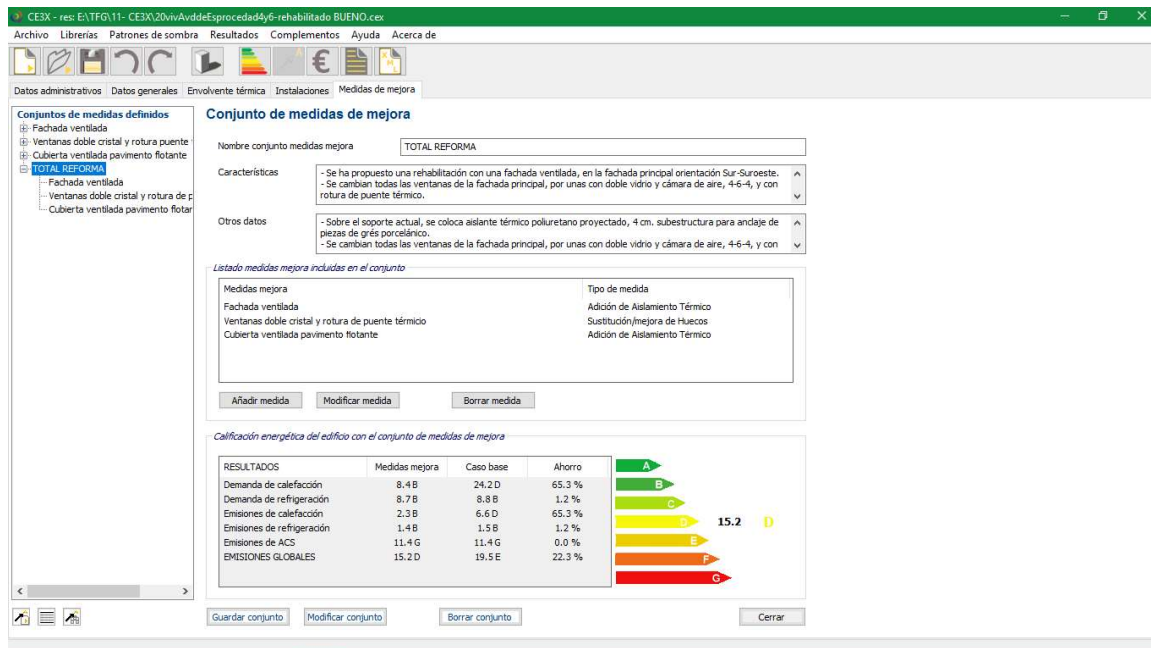 CE3X - res: E:\TFG\11- CE3X\20vivAvddeEsprocedad4y6-rehabilitado BUENO.cex
Archivo Librerías Patrones de sombra Resultados Complementos Ayuda Acerca de
Datos administrativos Datos generales Envolvente térmica Instalaciones Medidas de mejora
Conjuntos de medidas definidos
Fachada ventilada
Ventanas doble cristal y rotura puente
Cubierta ventilada pavimento flotante
TOTAL REFORMA
Fachada ventilada
Ventanas doble cristal y rotura de p
Cubierta ventilada pavimento flotar
Conjunto de medidas de mejora
Nombre conjunto medidas mejora TOTAL REFORMA
Características
- Se ha propuesto una rehabilitación con una fachada ventilada, en la fachada principal orientación Sur-Suroeste.
- Se cambian todas las ventanas de la fachada principal, por unas con doble vidrio y cámara de aire, 4-6-4, y con
rotura de puente térmico.
Otros datos
- Sobre el soporte actual, se coloca aislante térmico poliuretano proyectado, 4 cm. subestructura para anclaje de
piezas de grés porcelánico.
- Se cambian todas las ventanas de la fachada principal, por unas con doble vidrio y cámara de aire, 4-6-4, y con
Listado medidas mejora incluidas en el conjunto
Medidas mejora Tipo de medida
Fachada ventilada Adición de Aislamiento Térmico
Ventanas doble cristal y rotura de puente térmicio Sustitución/mejora de Huecos
Cubierta ventilada pavimento flotante Adición de Aislamiento Térmico
Añadir medida Modificar medida Borrar medida
Calificación energética del edificio con el conjunto de medidas de mejora
RESULTADOS Medidas mejora Caso base Ahorro
Demanda de calefacción 8.4 B 24.2 D 65.3 %
Demanda de refrigeración 8.7 B 8.8 B 1.2 %
Emisiones de calefacción 2.3 B 6.6 D 65.3 %
Emisiones de refrigeración 1.4 B 1.5 B 1.2 %
Emisiones de ACS 11.4 G 11.4 G 0.0 %
EMISIONES GLOBALES 15.2 D 19.5 E 22.3 %
A
B
C
D 15.2 D
E
F
G
Guardar conjunto Modificar conjunto Borrar conjunto Cerrar